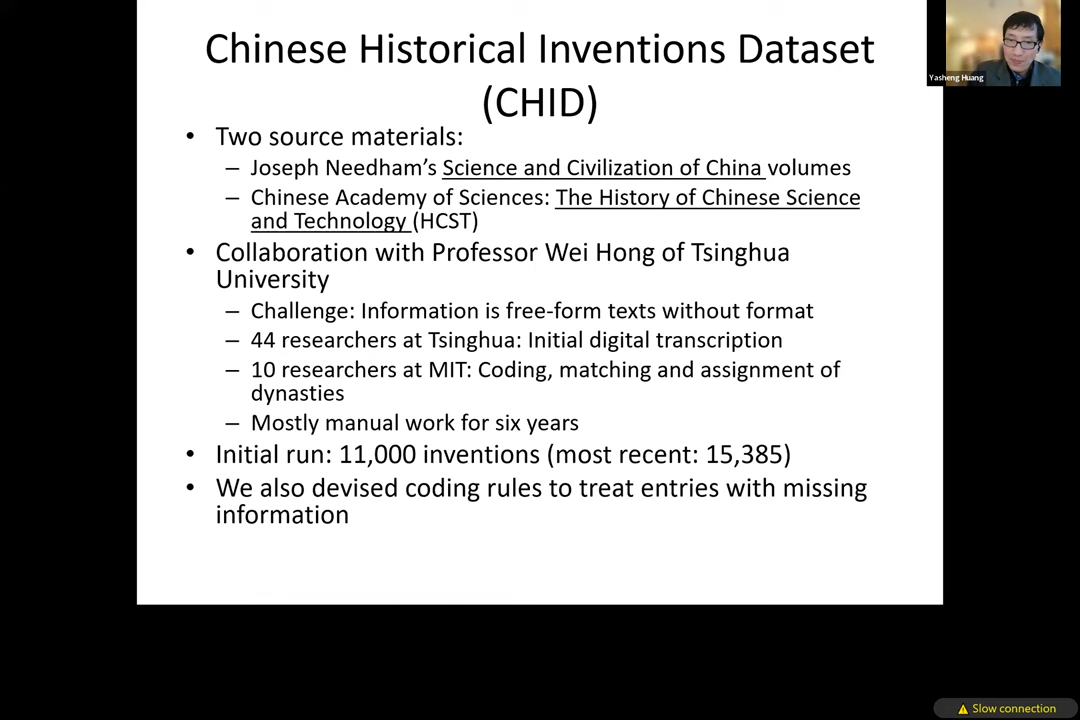 Chinese Historical Inventions Dataset
(CHID)
Yasheng Huang
• Two source materials:
– Joseph Needham’s Science and Civilization of China volumes
– Chinese Academy of Sciences: The History of Chinese Science
and Technology (HCST)
• Collaboration with Professor Wei Hong of Tsinghua
University
– Challenge: Information is free-form texts without format
– 44 researchers at Tsinghua: Initial digital transcription
– 10 researchers at MIT: Coding, matching and assignment of
dynasties
– Mostly manual work for six years
• Initial run: 11,000 inventions (most recent: 15,385)
• We also devised coding rules to treat entries with missing
information
Slow connection